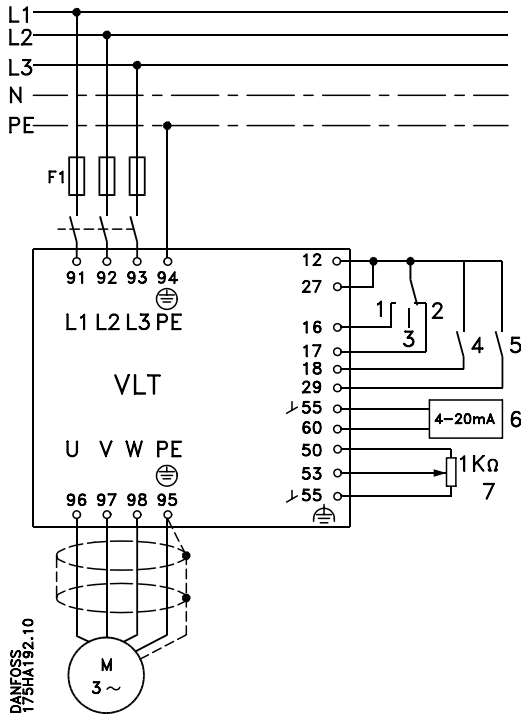 L1
L2
L3
N
PE
F1
91 92 93 94
L1 L2 L3 PE
VLT
U V W PE
96 97 98 95
12
27
16
17
18
29
55
60
50
53
55
1
2
3
4
5
4-20mA 6
1KΩ
7
M
3~
DANFOSS
175HA192.10